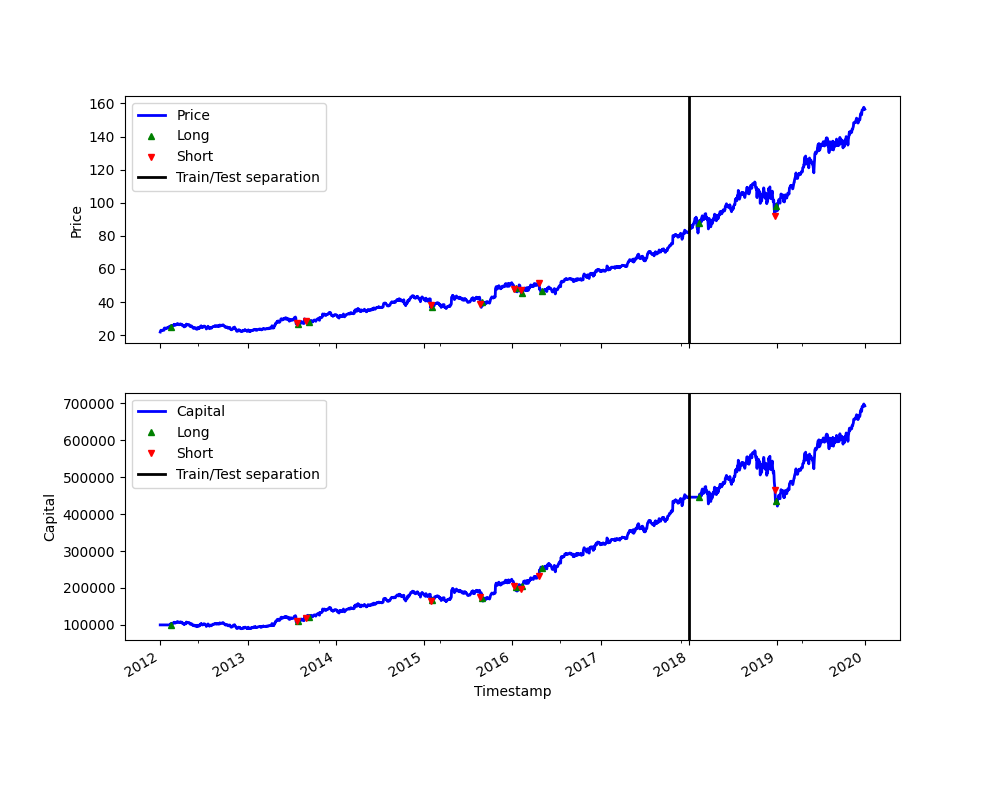 160
140
120
100
80
60
40
20
Price
Price
Long
Short
Train/Test separation
700000
600000
500000
400000
300000
200000
100000
Capital
Capital
Long
Short
Train/Test separation
2012 2013 2014 2015 2016 2017 2018 2019 2020
Timestamp